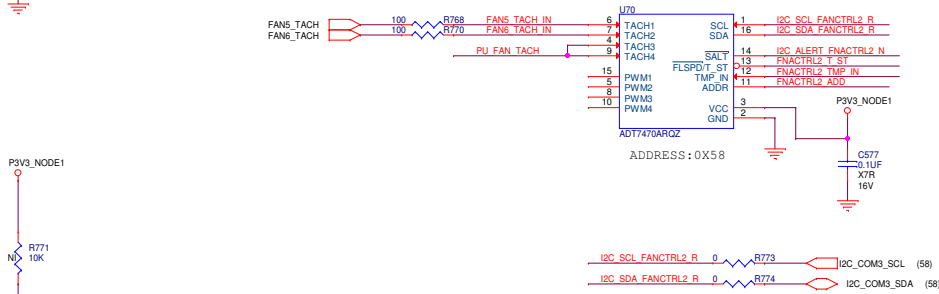 U70
FAN5_TACH 100 R768 FAN5_TACH_IN 6 TACH1 SCL 1 I2C_SCL_FANCTRL2_R
FAN6_TACH 100 R770 FAN6_TACH_IN 7 TACH2 SDA 16 I2C_SDA_FANCTRL2_R
4 TACH3
PU_FAN_TACH 9 TACH4 SALT 14 I2C_ALERT_FNACTRL2_N
FLSPD/T_ST 13 FNACTRL2_T_ST
15 PWM1 TMP_IN 12 FNACTRL2_TMP_IN
5 PWM2 ADDR 11 FNACTRL2_ADD
8 PWM3
10 PWM4 VCC 3 P3V3_NODE1
GND 2
ADT7470ARQZ
ADDRESS:0X58
C577
0.1UF
X7R
16V
P3V3_NODE1
R771
NI 10K
I2C_SCL_FANCTRL2_R 0 R773 I2C_COM3_SCL (58)
I2C_SDA_FANCTRL2_R 0 R774 I2C_COM3_SDA (58)